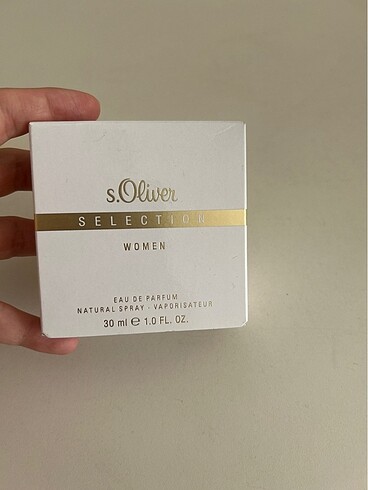 s.Oliver
SELECTION
WOMEN
EAU DE PARFUM
NATURAL SPRAY - VAPORISATEUR
30 ml ℮ 1.0 FL. OZ.